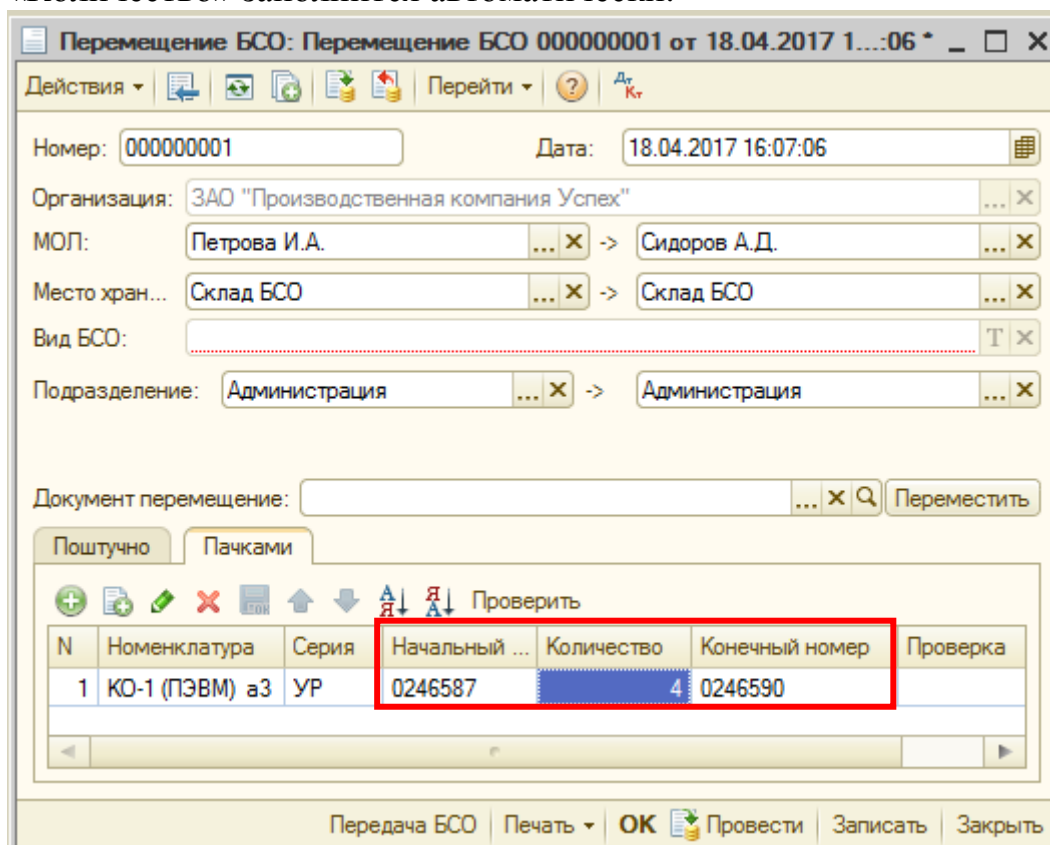 Перемещение БСО: Перемещение БСО 000000001 от 18.04.2017 1...:06 *
Действия Перейти Дт Кт
Номер: 000000001 Дата: 18.04.2017 16:07:06
Организация: ЗАО "Производственная компания Успех" ...
МОЛ: Петрова И.А. ... -> Сидоров А.Д. ...
Место хран... Склад БСО ... -> Склад БСО ...
Вид БСО: T
Подразделение: Администрация ... -> Администрация ...
Документ перемещение: ... Переместить
Поштучно Пачками
Проверить
N Номенклатура Серия Начальный ... Количество Конечный номер Проверка
1 КО-1 (ПЭВМ) а3 УР 0246587 4 0246590
Передача БСО Печать OK Провести Записать Закрыть